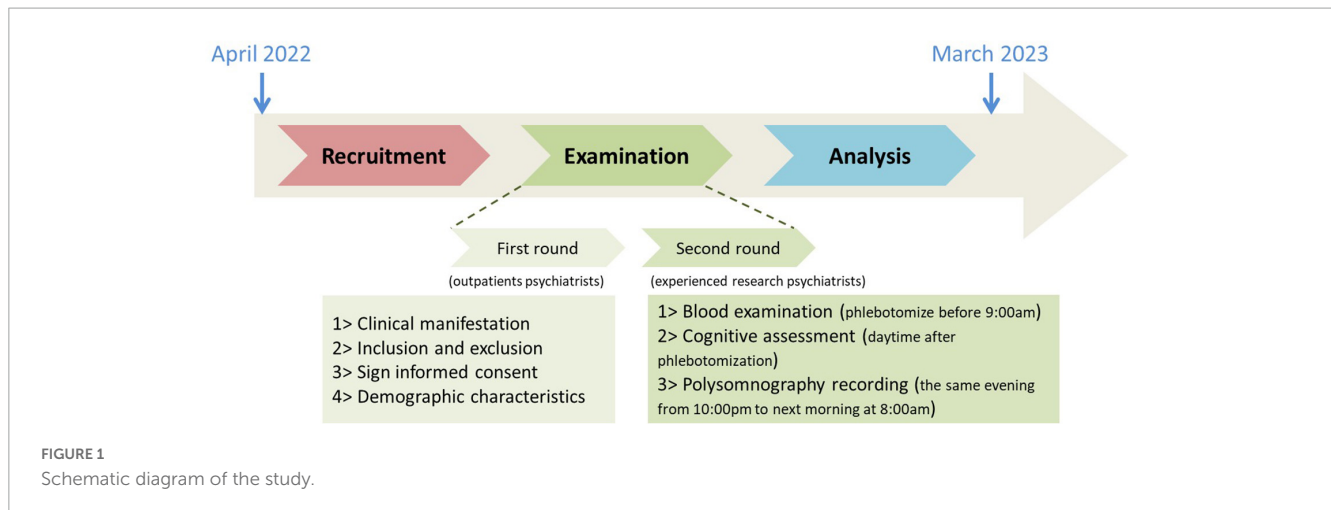 April 2022
March 2023
Recruitment
Examination
Analysis
First round
Second round
(outpatients psychiatrists)
(experienced research psychiatrists)
1> Clinical manifestation
2> Inclusion and exclusion
3> Sign informed consent
4> Demographic characteristics
1> Blood examination (phlebotomize before 9:00am)
2> Cognitive assessment (daytime after
phlebotomization)
3> Polysomnography recording (the same evening
from 10:00pm to next morning at 8:00am)
FIGURE 1
Schematic diagram of the study.